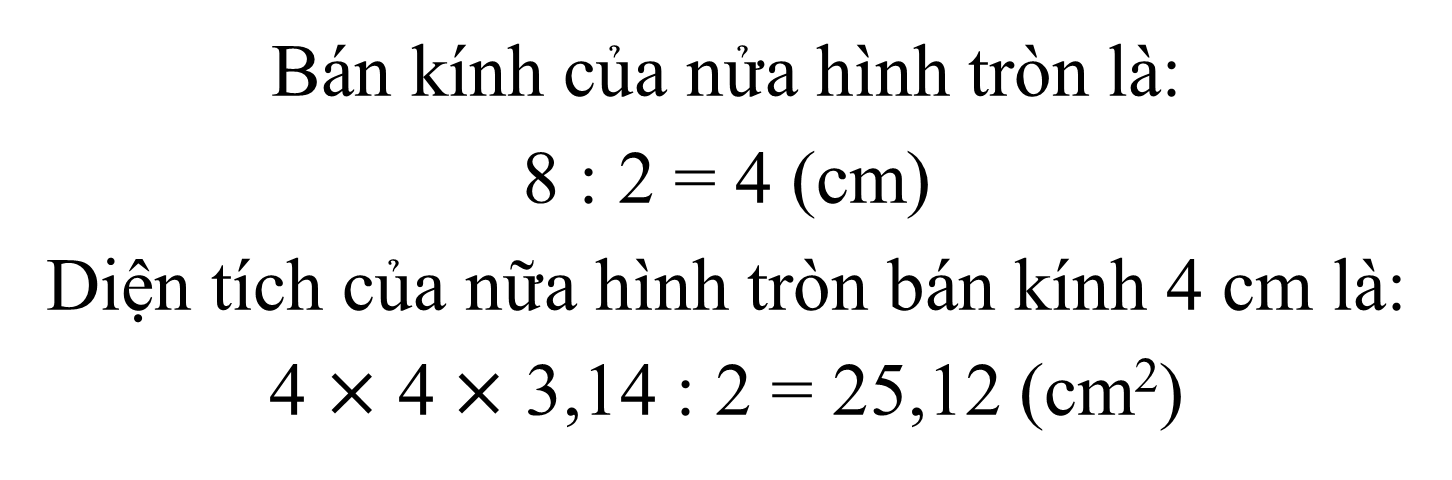 Bán kính của nửa hình tròn là:
8 : 2 = 4 (cm)
Diện tích của nữa hình tròn bán kính 4 cm là:
4 × 4 × 3,14 : 2 = 25,12 (cm²)